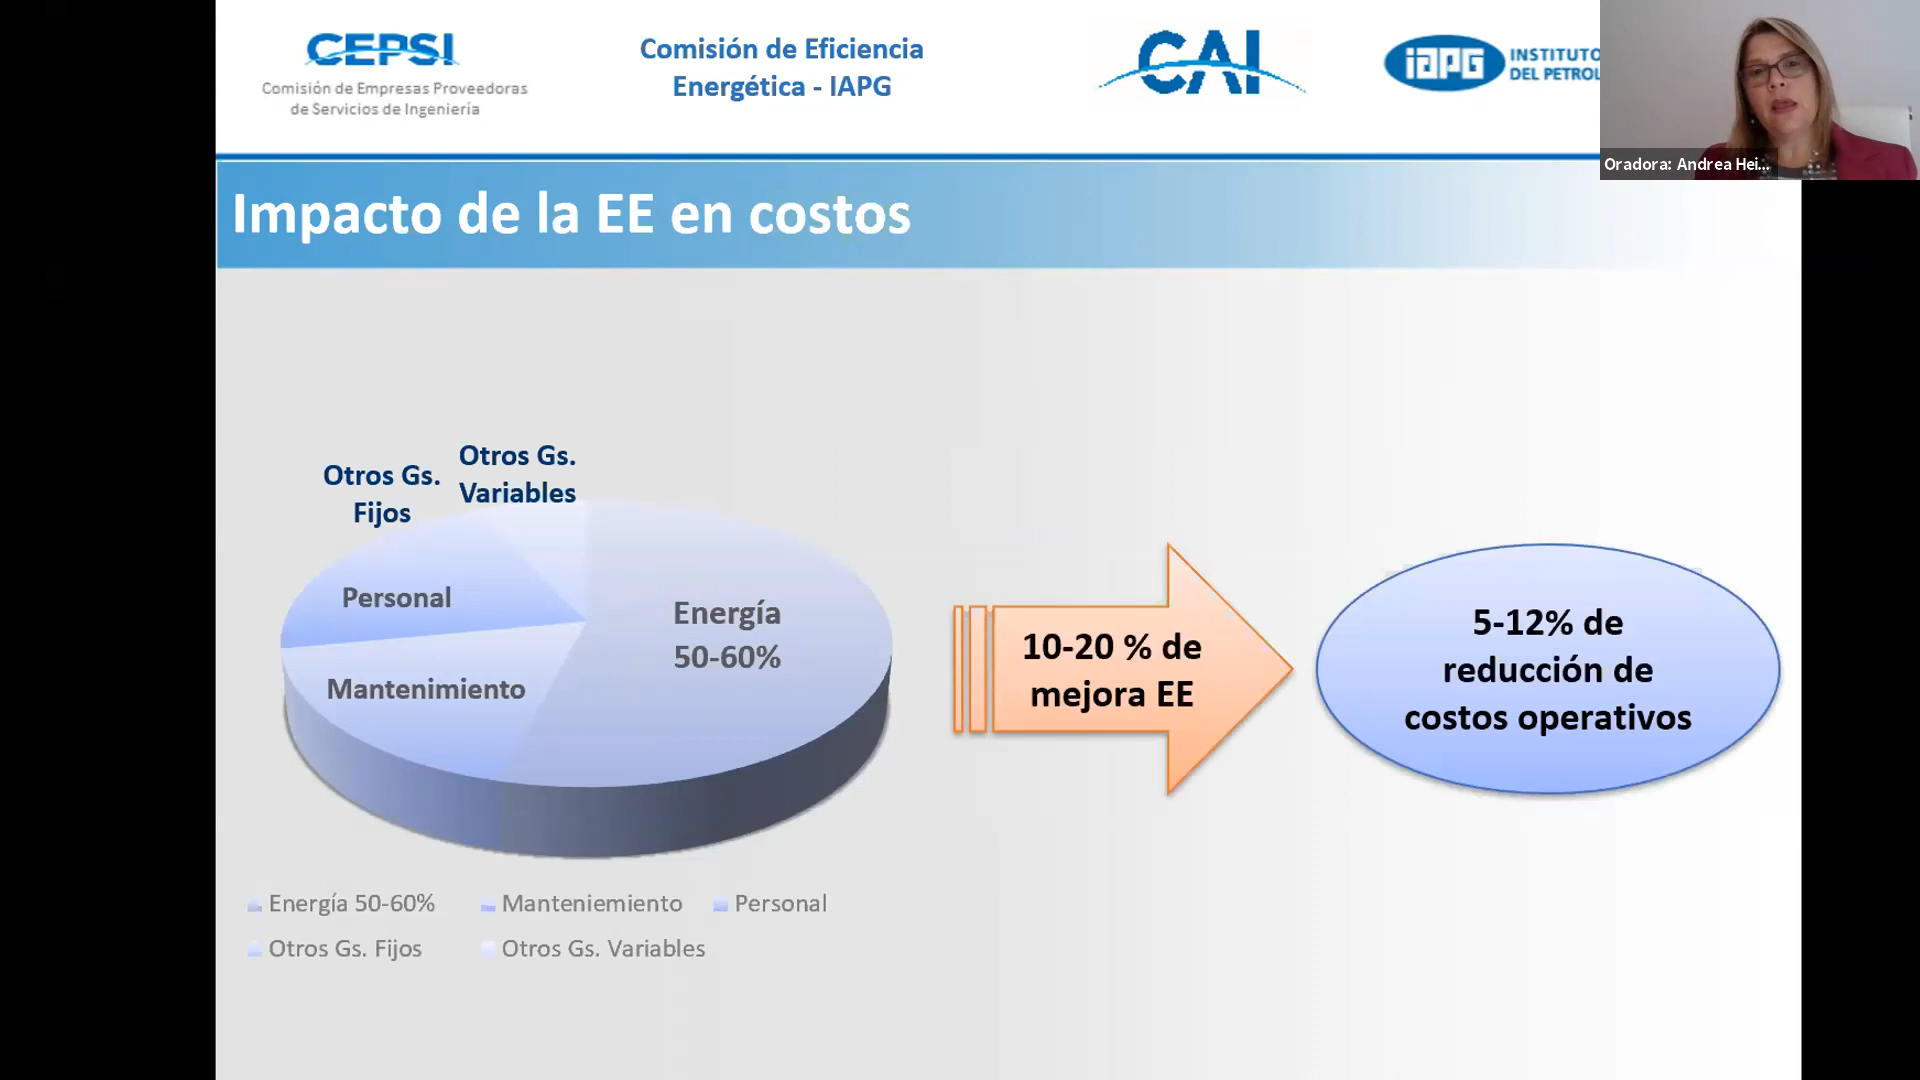 CEPSI
Comisión de Empresas Proveedoras
de Servicios de Ingeniería
Comisión de Eficiencia
Energética - IAPG
CAI
iapg
INSTITUTO
DEL PETROL
Oradora: Andrea Hei...
Impacto de la EE en costos
Otros Gs.
Fijos
Otros Gs.
Variables
Personal
Mantenimiento
Energía
50-60%
10-20 % de
mejora EE
5-12% de
reducción de
costos operativos
Energía 50-60%
Manteniemiento
Personal
Otros Gs. Fijos
Otros Gs. Variables